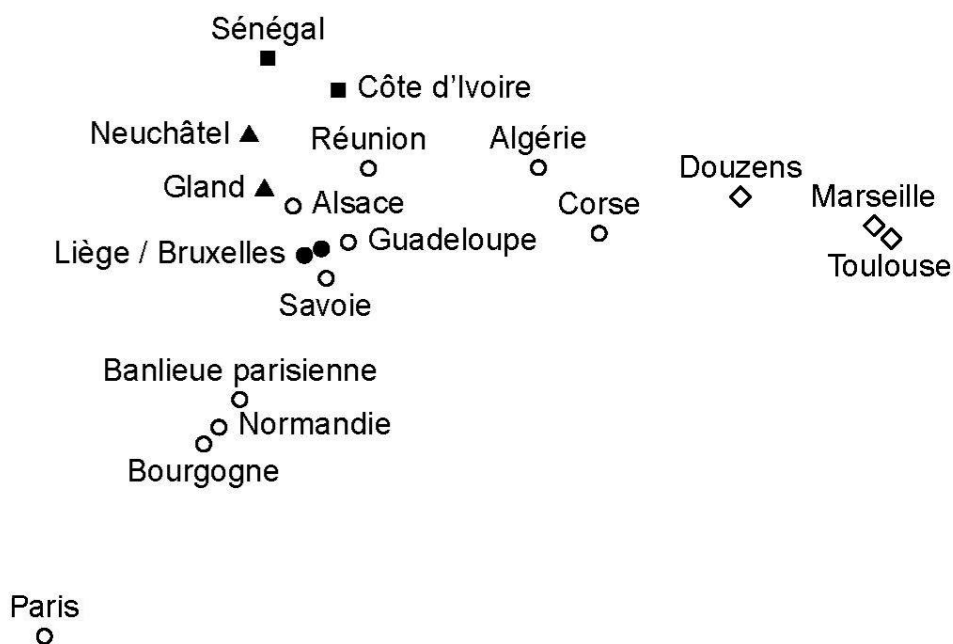 Sénégal
Côte d'Ivoire
Neuchâtel
Réunion
Algérie
Douzens
Gland
Alsace
Corse
Marseille
Liège / Bruxelles
Guadeloupe
Toulouse
Savoie
Banlieue parisienne
Normandie
Bourgogne
Paris